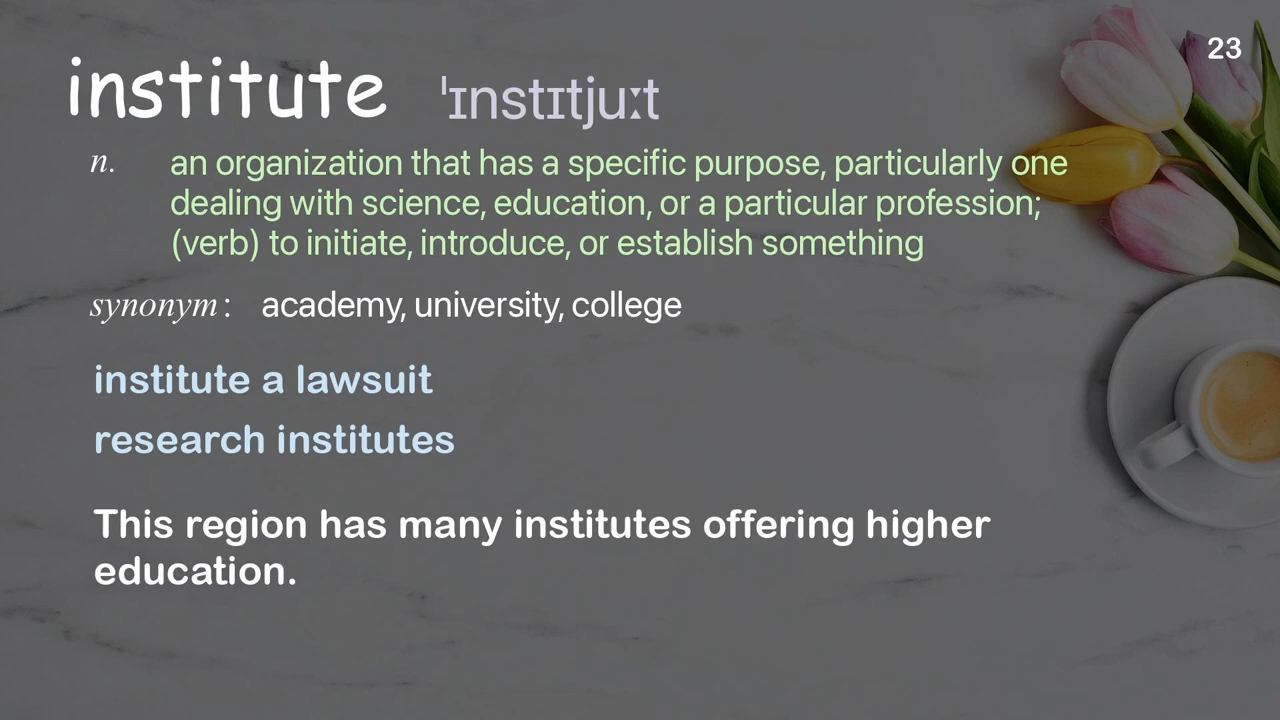 23
institute ˈɪnstɪtjuːt
n. an organization that has a specific purpose, particularly one
dealing with science, education, or a particular profession;
(verb) to initiate, introduce, or establish something
synonym: academy, university, college
institute a lawsuit
research institutes
This region has many institutes offering higher
education.